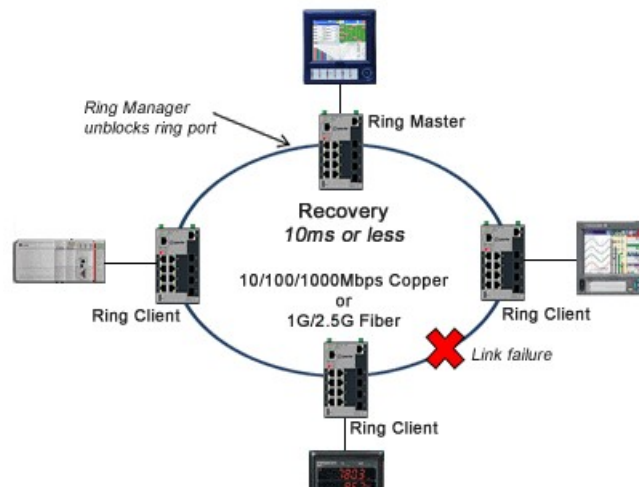 Ring Manager
unblocks ring port
Ring Master
Recovery
10ms or less
10/100/1000Mbps Copper
or
1G/2.5G Fiber
Ring Client
Ring Client
Link failure
Ring Client